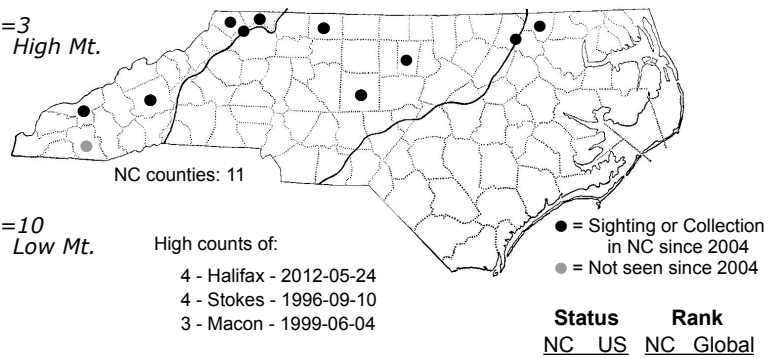 =3
High Mt.
NC counties: 11
=10
Low Mt.
High counts of:
4 - Halifax - 2012-05-24
4 - Stokes - 1996-09-10
3 - Macon - 1999-06-04
● = Sighting or Collection
in NC since 2004
● = Not seen since 2004
Status Rank
NC US NC Global